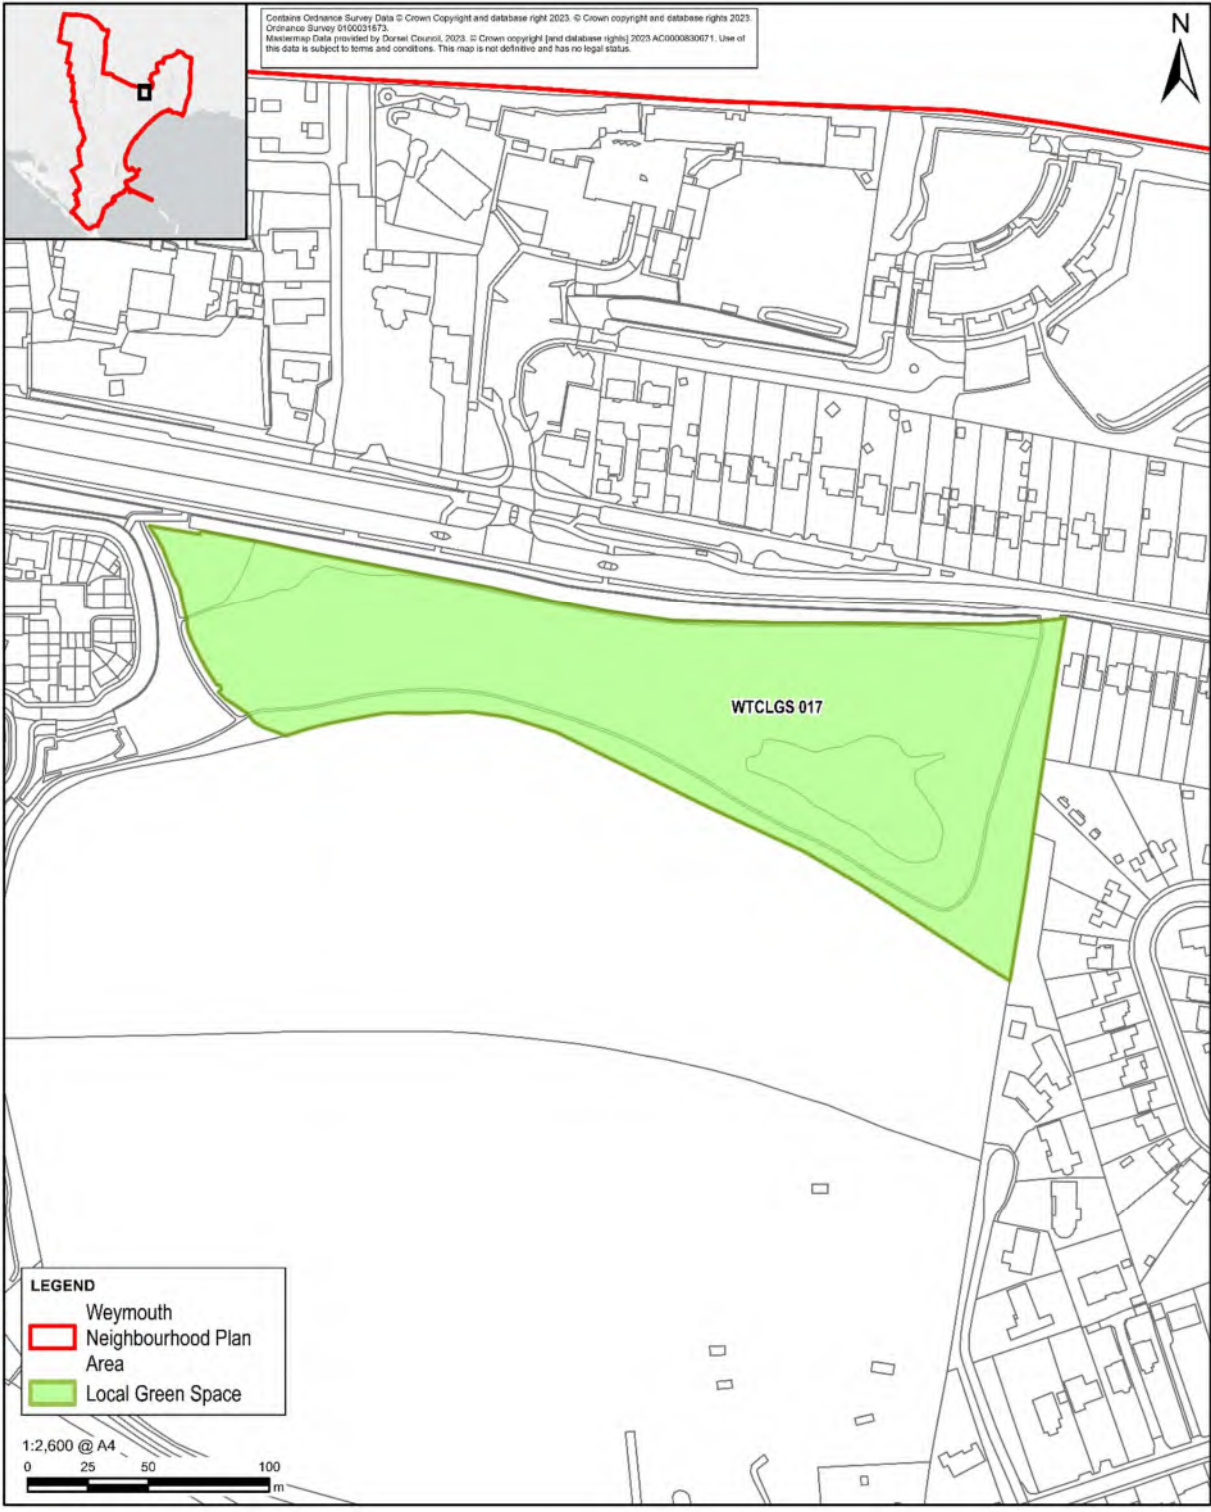 Contains Ordnance Survey Data © Crown Copyright and database right 2023. © Crown copyright and database rights 2023.
Ordnance Survey 0100031673.
Mastermap Data provided by Dorset Council, 2023. © Crown copyright [and database rights] 2023 AC0000830671. Use of
this data is subject to terms and conditions. This map is not definitive and has no legal status.
N
WTCLGS 017
LEGEND
Weymouth
Neighbourhood Plan
Area
Local Green Space
1:2,600 @ A4
0 25 50 100
m